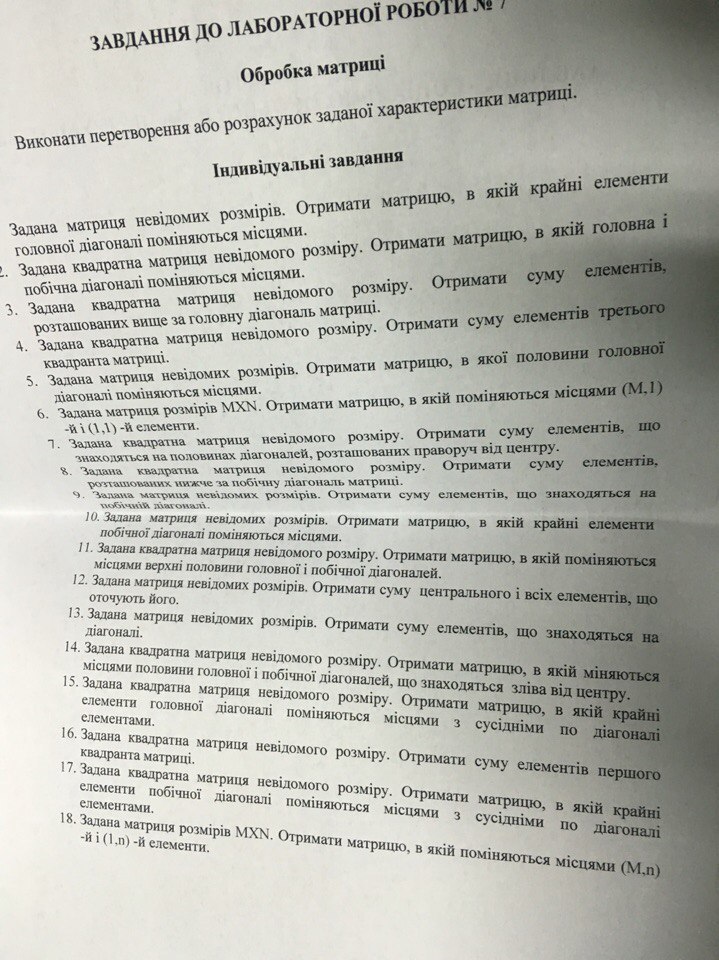 ЗАВДАННЯ ДО ЛАБОРАТОРНОЇ РОБОТИ № 7
Обробка матриці
Виконати перетворення або розрахунок заданої характеристики матриці.
Індивідуальні завдання
Задана матриця невідомих розмірів. Отримати матрицю, в якій крайні елементи
головної діагоналі поміняються місцями.
2. Задана квадратна матриця невідомого розміру. Отримати матрицю, в якій головна і
побічна діагоналі поміняються місцями.
3. Задана квадратна матриця невідомого розміру. Отримати суму елементів,
розташованих вище за головну діагональ матриці.
4. Задана квадратна матриця невідомого розміру. Отримати суму елементів третього
квадранта матриці.
5. Задана матриця невідомих розмірів. Отримати матрицю, в якої половини головної
діагоналі поміняються місцями.
6. Задана матриця розмірів MXN. Отримати матрицю, в якій поміняються місцями (M,1)
-й і (1,1) -й елементи.
7. Задана квадратна матриця невідомого розміру. Отримати суму елементів, що
знаходяться на половинах діагоналей, розташованих праворуч від центру.
8. Задана квадратна матриця невідомого розміру. Отримати суму елементів,
розташованих нижче за побічну діагональ матриці.
9. Задана матриця невідомих розмірів. Отримати суму елементів, що знаходяться на
побічній діагоналі.
10. Задана матриця невідомих розмірів. Отримати матрицю, в якій крайні елементи
побічної діагоналі поміняються місцями.
11. Задана квадратна матриця невідомого розміру. Отримати матрицю, в якій поміняються
місцями верхні половини головної і побічної діагоналей.
12. Задана матриця невідомих розмірів. Отримати суму центрального і всіх елементів, що
оточують його.
13. Задана матриця невідомих розмірів. Отримати суму елементів, що знаходяться на
діагоналі.
14. Задана квадратна матриця невідомого розміру. Отримати матрицю, в якій міняються
місцями половини головної і побічної діагоналей, що знаходяться зліва від центру.
15. Задана квадратна матриця невідомого розміру. Отримати матрицю, в якій крайні
елементи головної діагоналі поміняються місцями з сусідніми по діагоналі
елементами.
16. Задана квадратна матриця невідомого розміру. Отримати суму елементів першого
квадранта матриці.
17. Задана квадратна матриця невідомого розміру. Отримати матрицю, в якій крайні
елементи побічної діагоналі поміняються місцями з сусідніми по діагоналі
елементами.
18. Задана матриця розмірів MXN. Отримати матрицю, в якій поміняються місцями (M,n)
-й і (1,n) -й елементи.